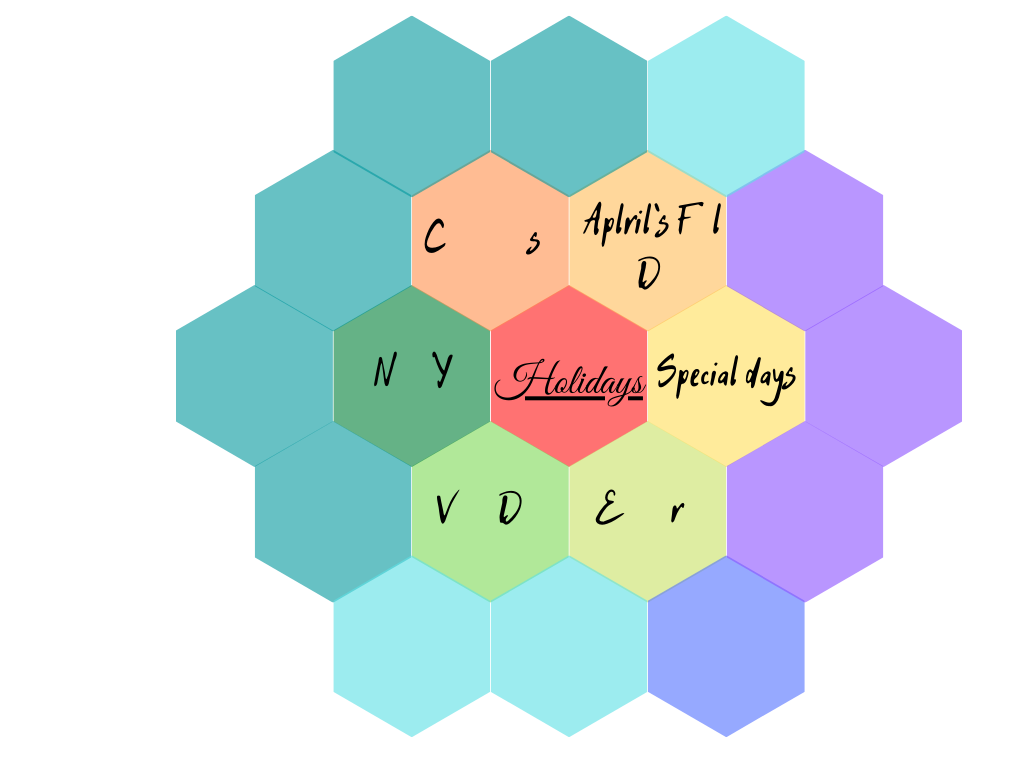 C s
Aplril's F l
D
N Y
Holidays
Special days
V D
E r